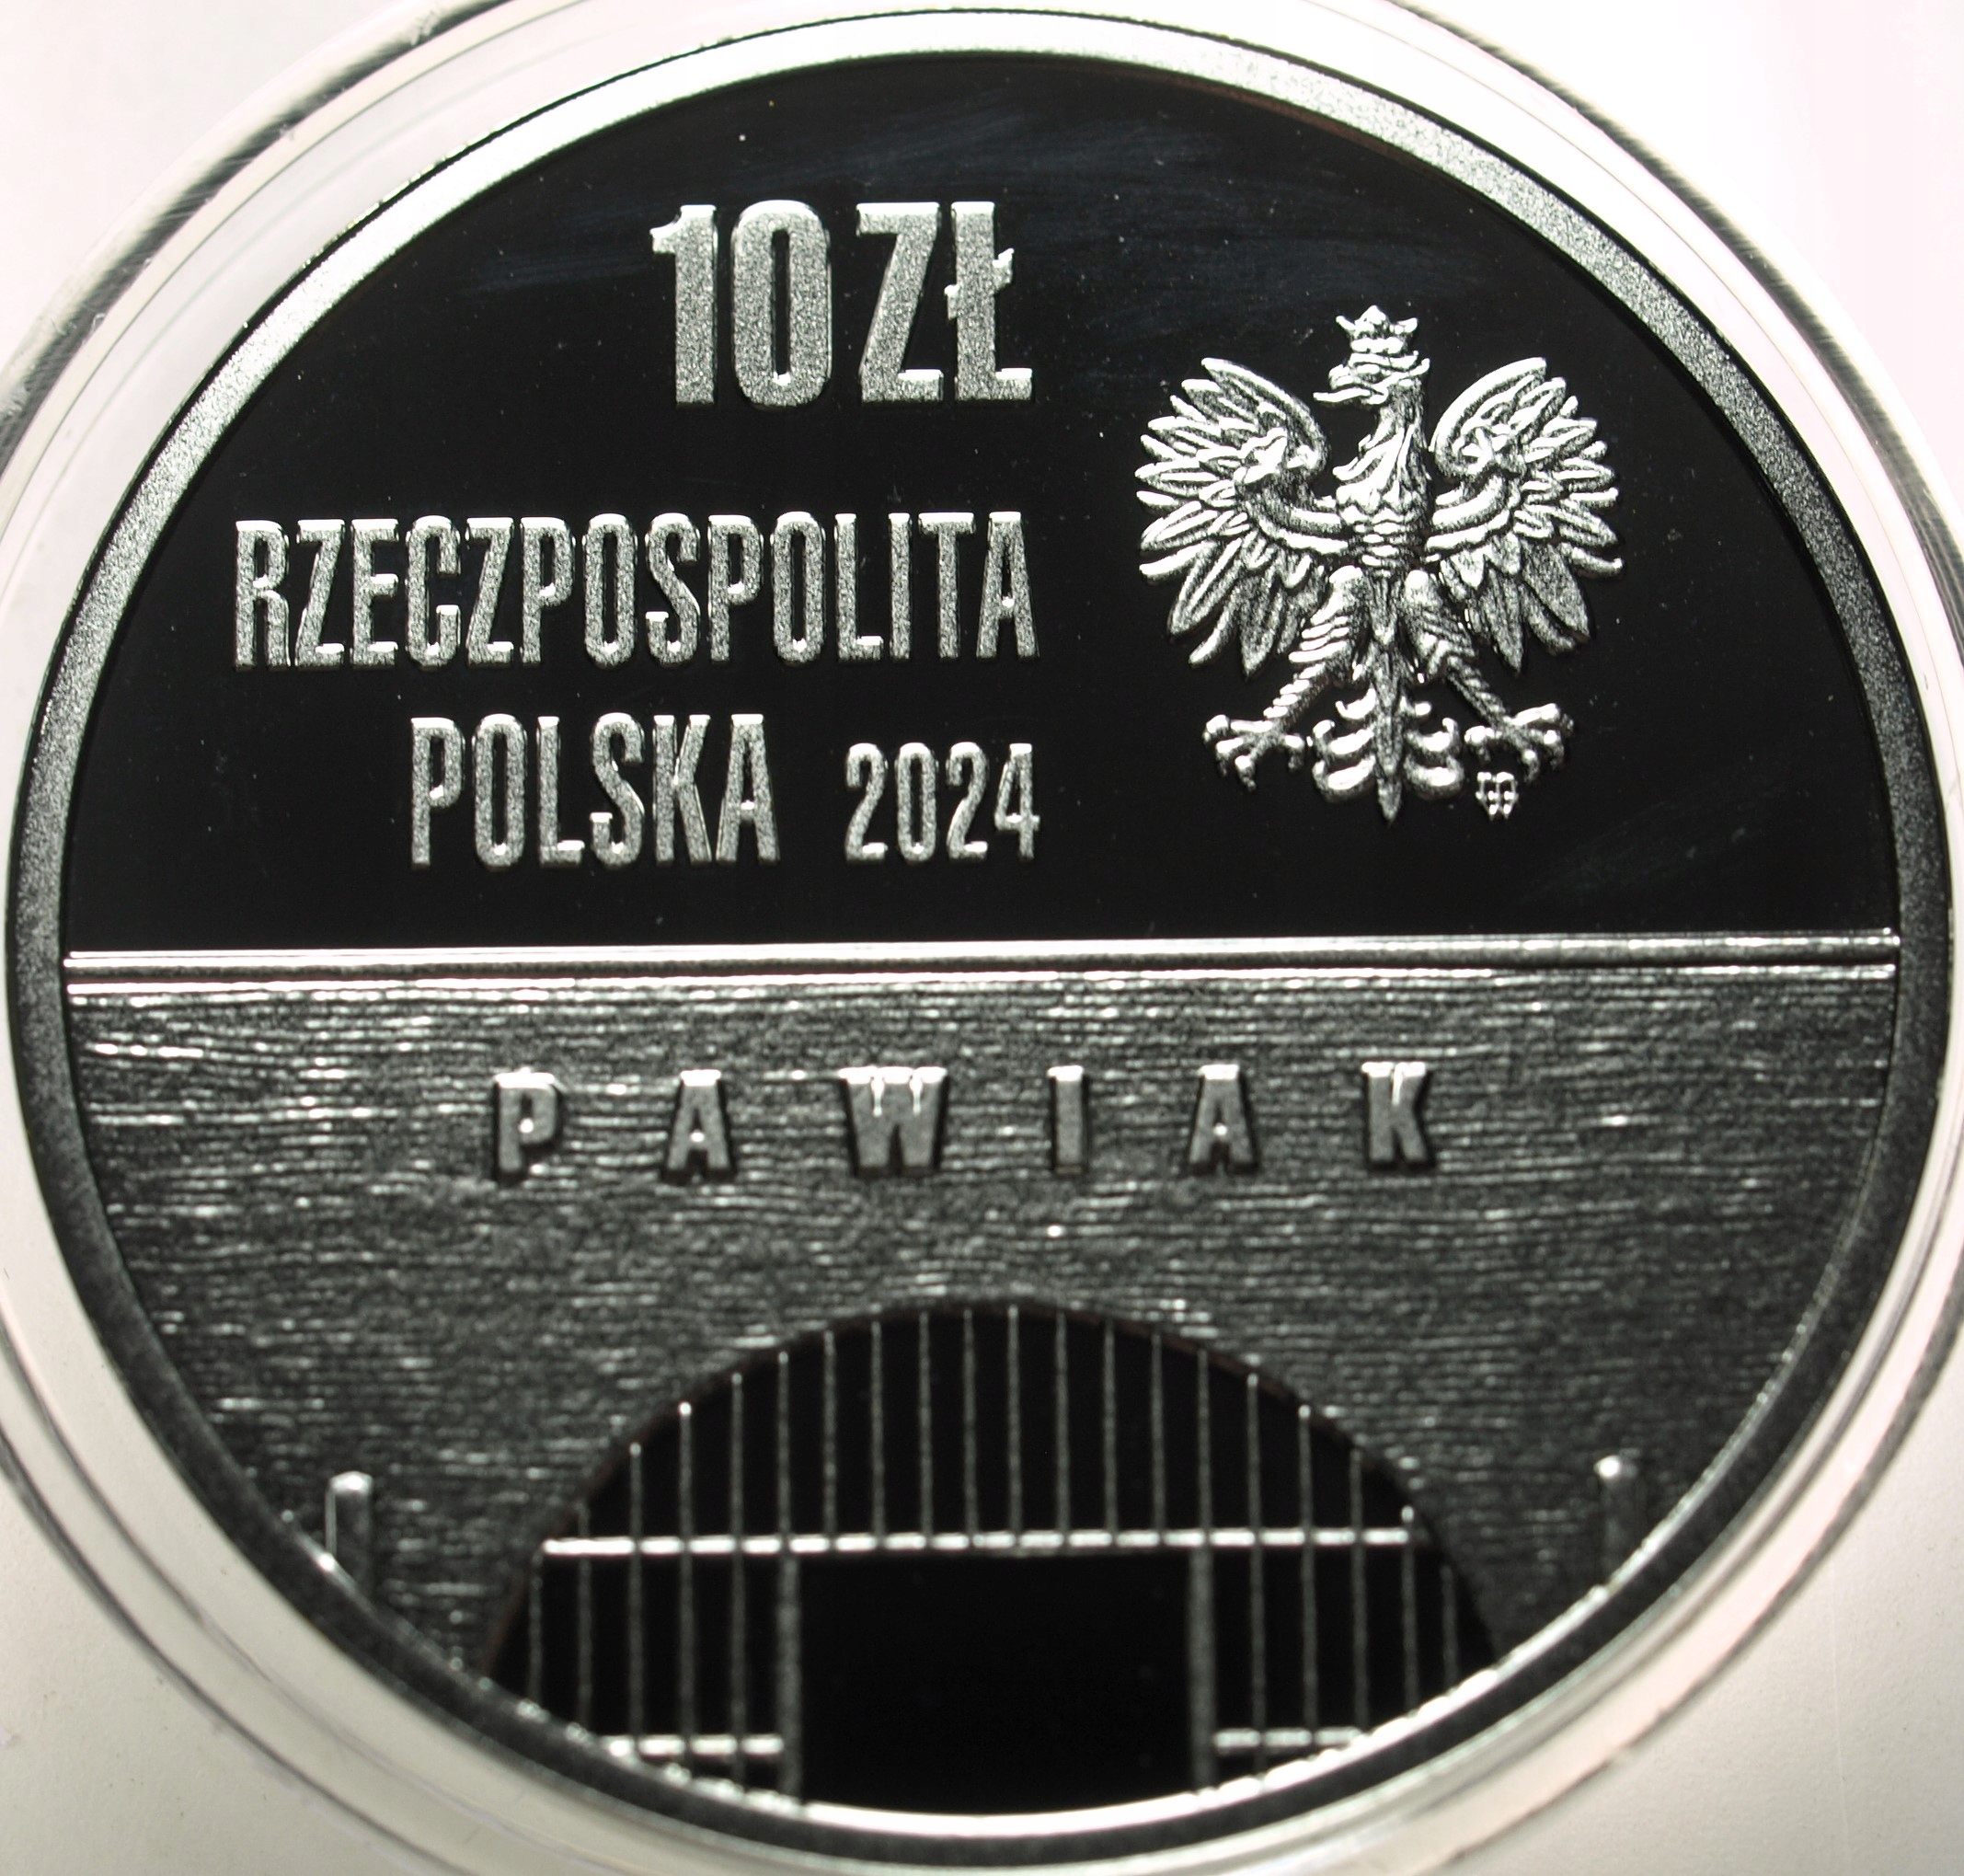 10 ZŁ
RZECZPOSPOLITA
POLSKA 2024
PAWIAK